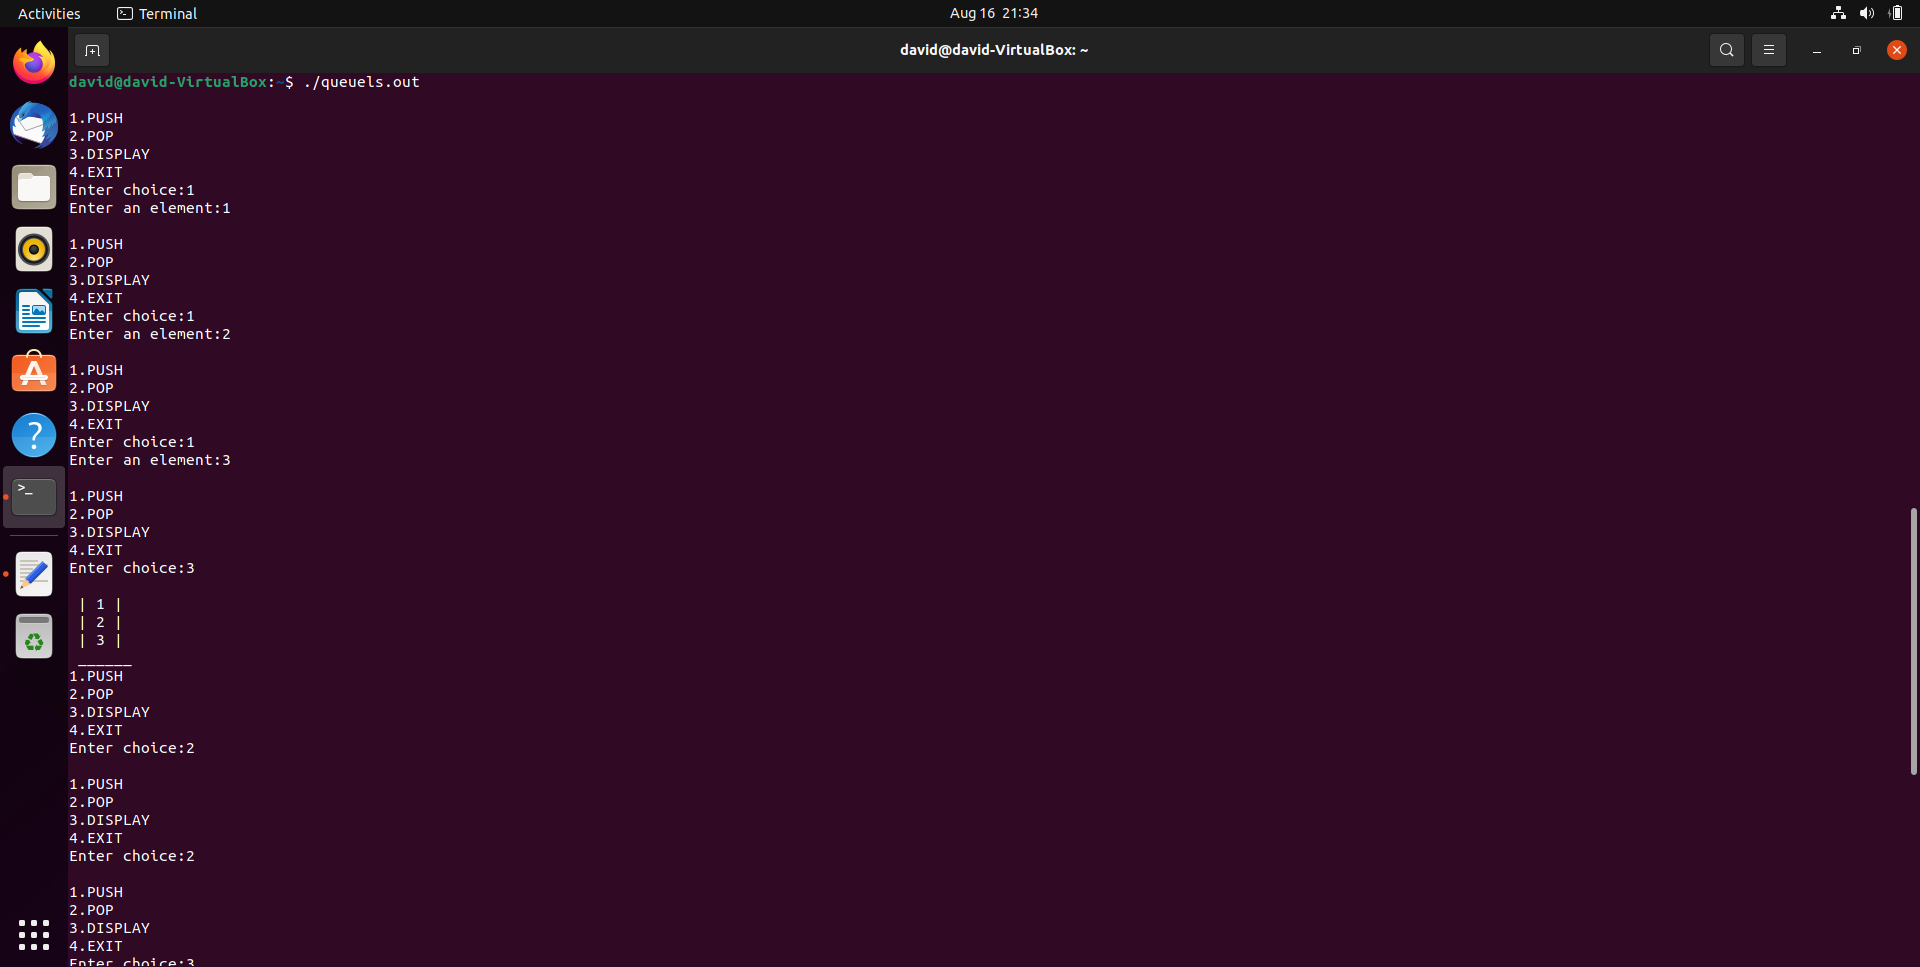 Activities
Terminal
Aug 16 21:34
david@david-VirtualBox: ~
david@david-VirtualBox:~$ ./queuels.out
1.PUSH
2.POP
3.DISPLAY
4.EXIT
Enter choice:1
Enter an element:1
1.PUSH
2.POP
3.DISPLAY
4.EXIT
Enter choice:1
Enter an element:2
1.PUSH
2.POP
3.DISPLAY
4.EXIT
Enter choice:1
Enter an element:3
1.PUSH
2.POP
3.DISPLAY
4.EXIT
Enter choice:3
| 1 |
| 2 |
| 3 |
______
1.PUSH
2.POP
3.DISPLAY
4.EXIT
Enter choice:2
1.PUSH
2.POP
3.DISPLAY
4.EXIT
Enter choice:2
1.PUSH
2.POP
3.DISPLAY
4.EXIT
Enter choice:3